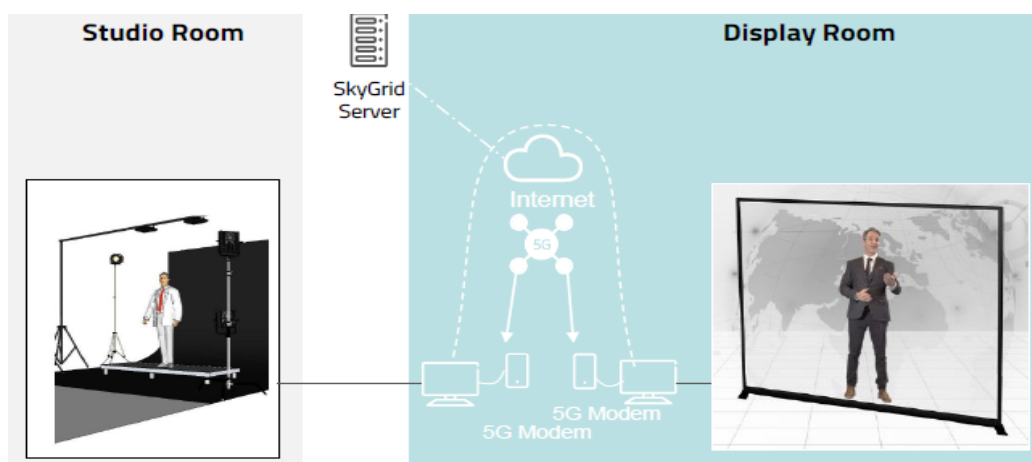 Studio Room
Display Room
SkyGrid
Server
Internet
5G
5G Modem
5G Modem